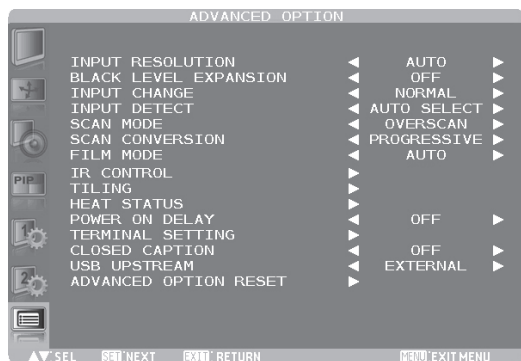 ADVANCED OPTION
INPUT RESOLUTION AUTO
BLACK LEVEL EXPANSION OFF
INPUT CHANGE NORMAL
INPUT DETECT AUTO SELECT
SCAN MODE OVERSCAN
SCAN CONVERSION PROGRESSIVE
FILM MODE AUTO
IR CONTROL
TILING
HEAT STATUS
POWER ON DELAY OFF
TERMINAL SETTING
CLOSED CAPTION OFF
USB UPSTREAM EXTERNAL
ADVANCED OPTION RESET
PIP
1
2
SEL SET:NEXT EXIT:RETURN MENU:EXIT MENU